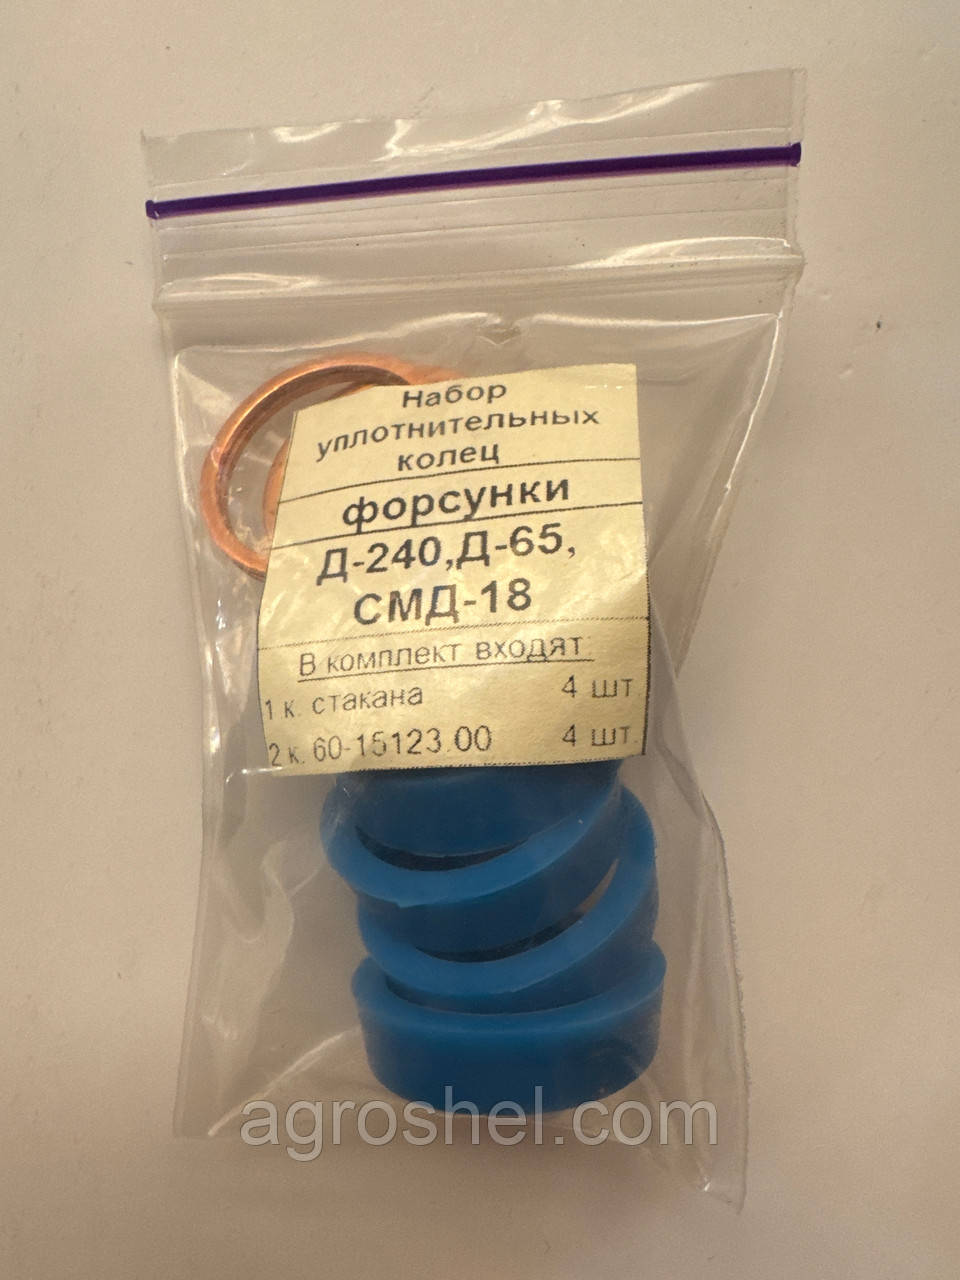 Набор
уплотнительных
колец
форсунки
Д-240,Д-65,
СМД-18
В комплект входят:
1 к. стакана 4 шт
2 к. 60-15123.00 4 шт.
agroshel.com